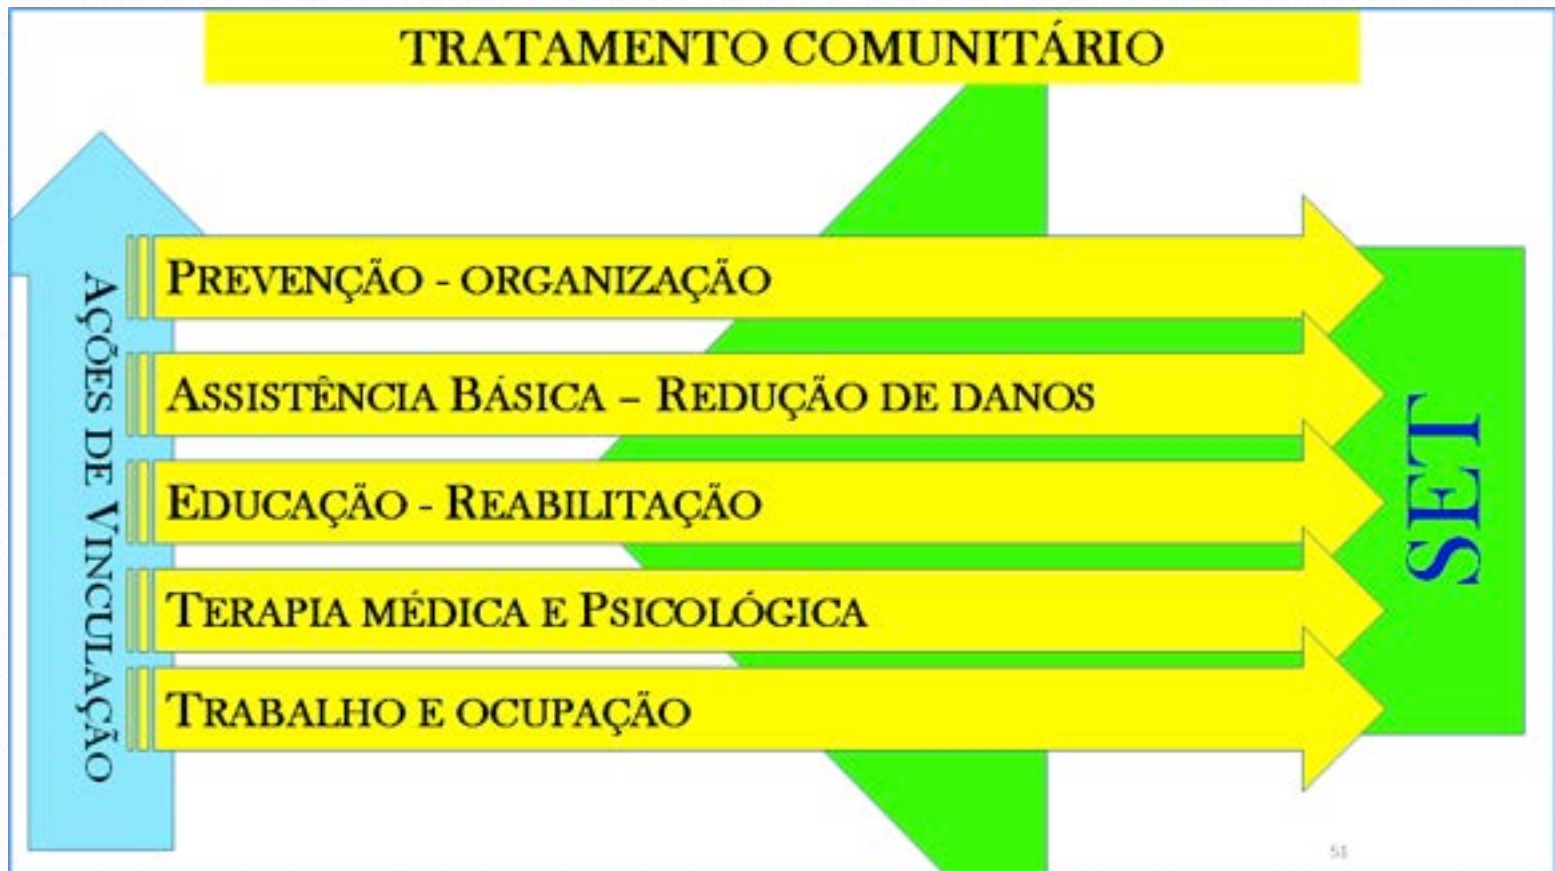 TRATAMENTO COMUNITÁRIO
AÇÕES DE VINCULAÇÃO
PREVENÇÃO - ORGANIZAÇÃO
ASSISTÊNCIA BÁSICA – REDUÇÃO DE DANOS
EDUCAÇÃO - REABILITAÇÃO
TERAPIA MÉDICA E PSICOLÓGICA
TRABALHO E OCUPAÇÃO
SET